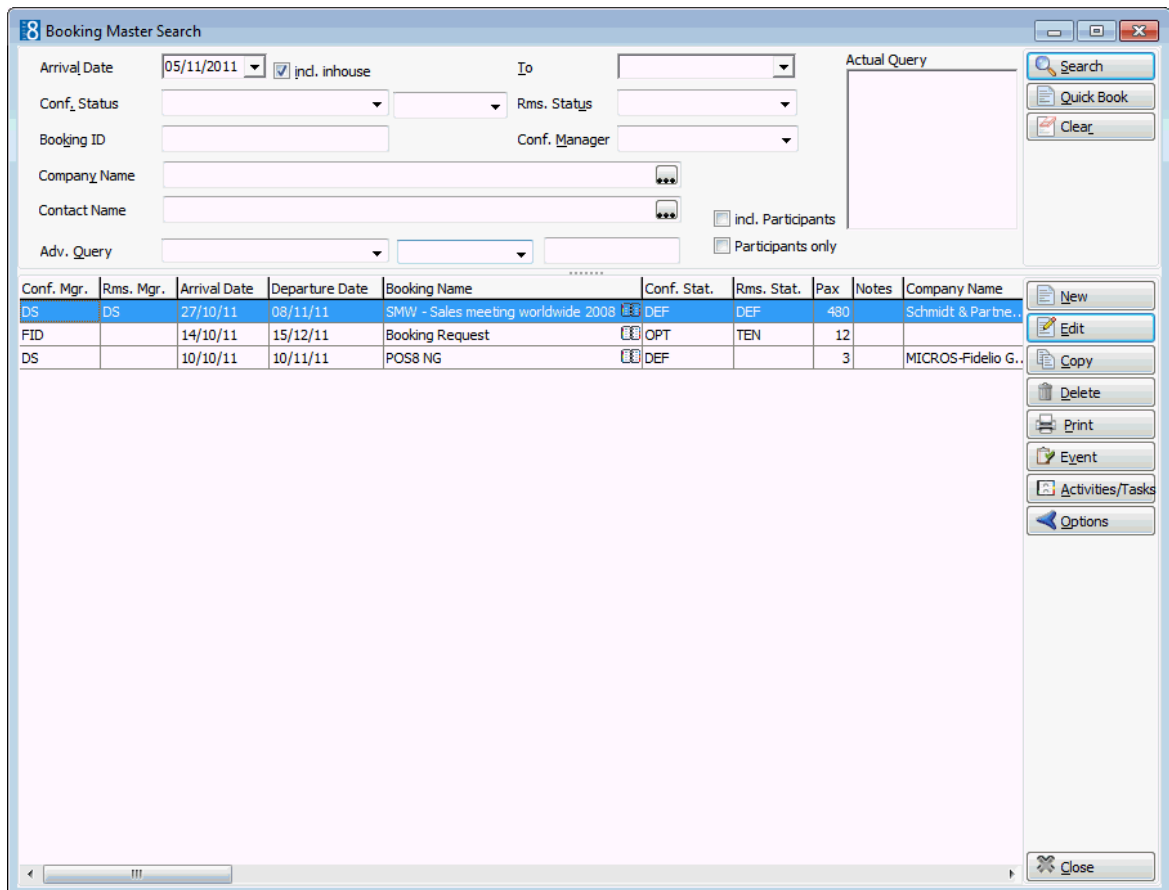 8 Booking Master Search
Arrival Date 05/11/2011 incl. inhouse To Actual Query Search
Conf. Status Rms. Status Quick Book
Booking ID Conf. Manager Clear
Company Name ...
Contact Name ... incl. Participants
Adv. Query Participants only
Conf. Mgr. Rms. Mgr. Arrival Date Departure Date Booking Name Conf. Stat. Rms. Stat. Pax Notes Company Name New
DS DS 27/10/11 08/11/11 SMW - Sales meeting worldwide 2008 DEF DEF 480 Schmidt & Partne...
FID 14/10/11 15/12/11 Booking Request OPT TEN 12 Edit
DS 10/10/11 10/11/11 POS8 NG DEF 3 MICROS-Fidelio G... Copy
Delete
Print
Event
Activities/Tasks
Options
Close